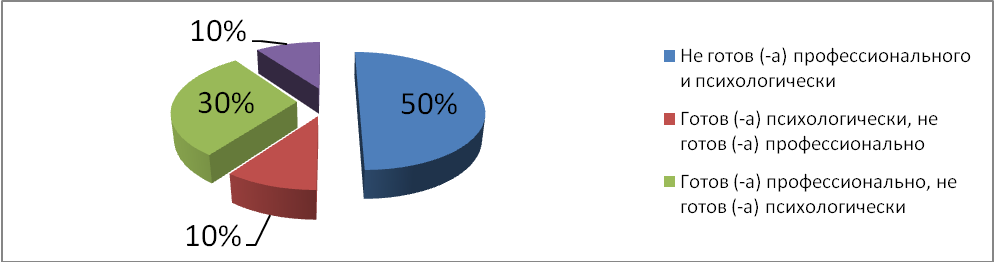 10%
30%
50%
10%
Не готов (-а) профессионального
и психологически
Готов (-а) психологически, не
готов (-а) профессионально
Готов (-а) профессионально, не
готов (-а) психологически